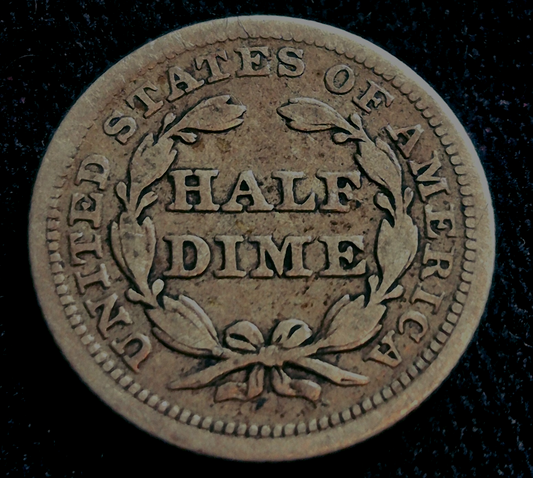 UNITED STATES OF AMERICA
HALF
DIME